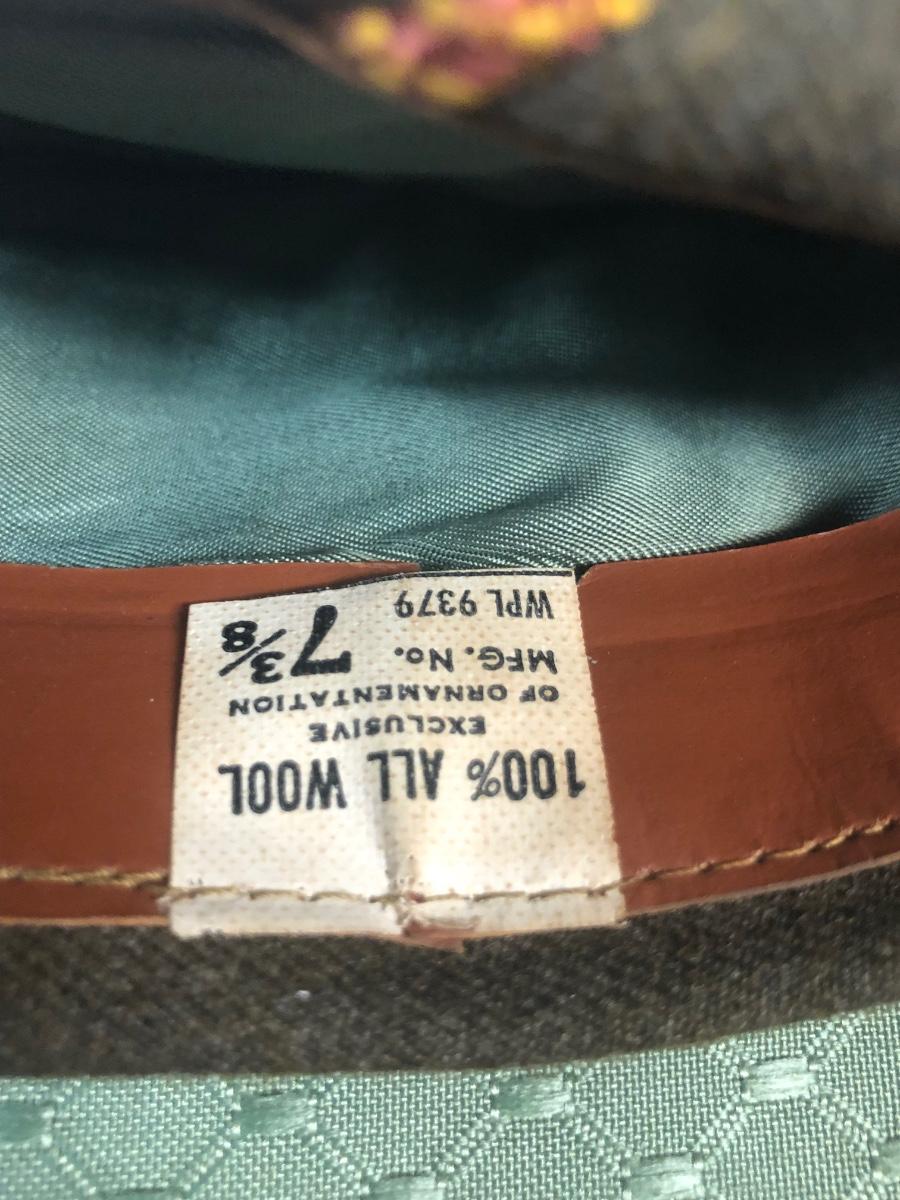 100% ALL WOOL
EXCLUSIVE
OF ORNAMENTATION
MFG. No. 7 3/8
WPL 9379